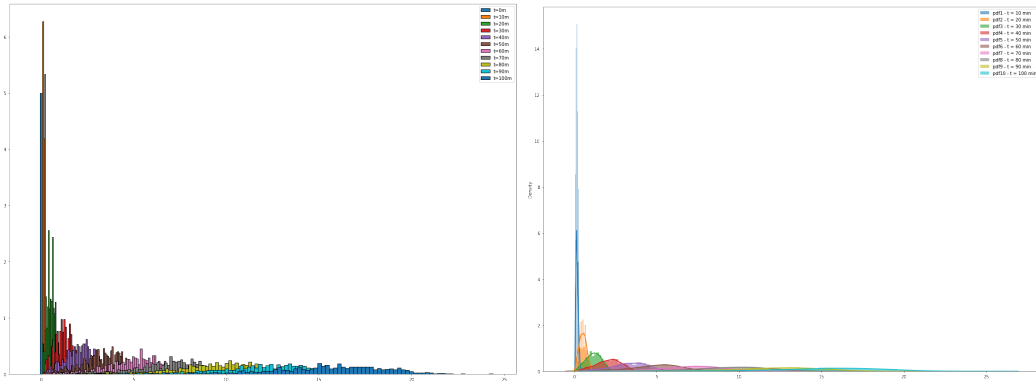 t=0m
t=10m
t=20m
t=30m
t=40m
t=50m
t=60m
t=70m
t=80m
t=90m
t=100m
6
5
4
3
2
1
0
0
5
10
15
20
25
pdf1 - t = 10 min
pdf2 - t = 20 min
pdf3 - t = 30 min
pdf4 - t = 40 min
pdf5 - t = 50 min
pdf6 - t = 60 min
pdf7 - t = 70 min
pdf8 - t = 80 min
pdf9 - t = 90 min
pdf10 - t = 100 min
Density
14
12
10
8
6
4
2
0
0
5
10
15
20
25